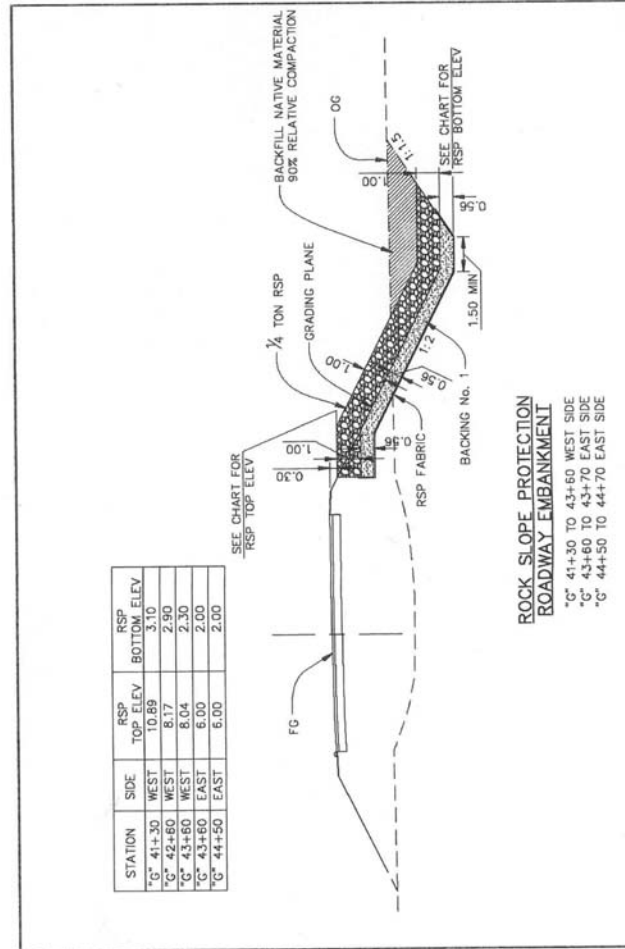 STATION SIDE RSP TOP ELEV RSP BOTTOM ELEV
"G" 41+30 WEST 10.89 3.10
"G" 42+60 WEST 8.17 2.90
"G" 43+60 WEST 8.04 2.30
"G" 43+60 EAST 6.00 2.00
"G" 44+50 EAST 6.00 2.00
FG
SEE CHART FOR
RSP TOP ELEV
0.30
1.00
0.56
¼ TON RSP
GRADING PLANE
BACKFILL NATIVE MATERIAL
90% RELATIVE COMPACTION
OG
1.00
0.56
1:2
RSP FABRIC
BACKING No. 1
1.00
1:1.5
SEE CHART FOR
RSP BOTTOM ELEV
0.56
1.50 MIN
ROCK SLOPE PROTECTION
ROADWAY EMBANKMENT
"G" 41+30 TO 43+60 WEST SIDE
"G" 43+60 TO 43+70 EAST SIDE
"G" 44+50 TO 44+70 EAST SIDE